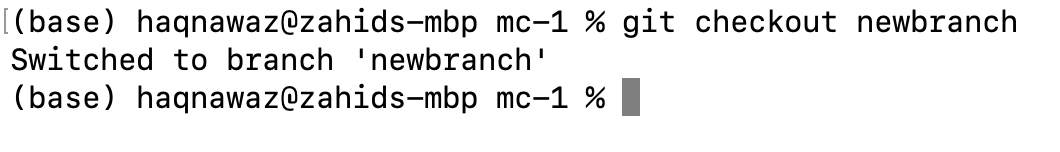 (base) haqnawaz@zahids-mbp mc-1 % git checkout newbranch
Switched to branch 'newbranch'
(base) haqnawaz@zahids-mbp mc-1 %